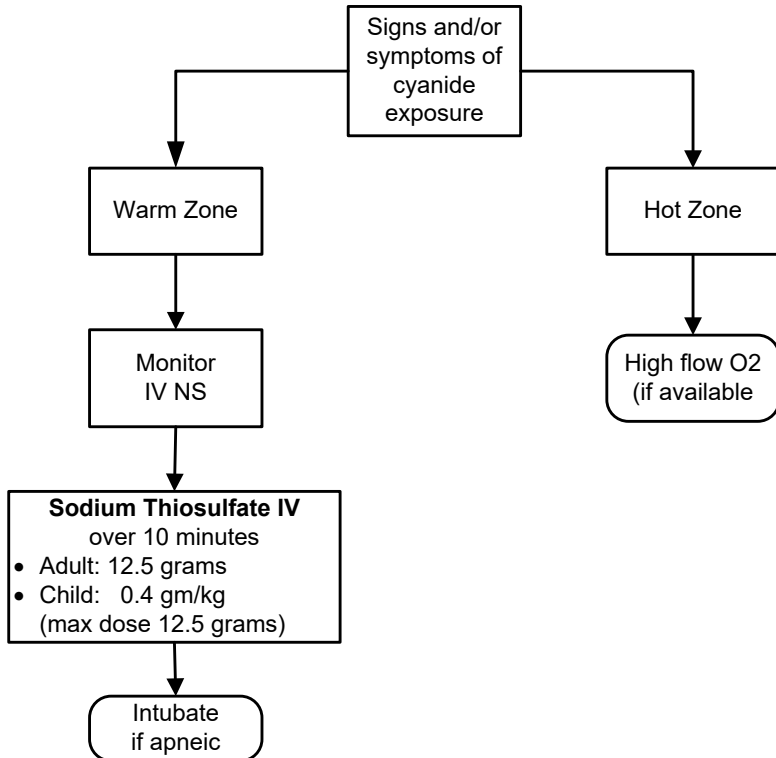 Signs and/or
symptoms of
cyanide
exposure
Warm Zone
Hot Zone
Monitor
IV NS
High flow O2
(if available
Sodium Thiosulfate IV
over 10 minutes
• Adult: 12.5 grams
• Child: 0.4 gm/kg
(max dose 12.5 grams)
Intubate
if apneic